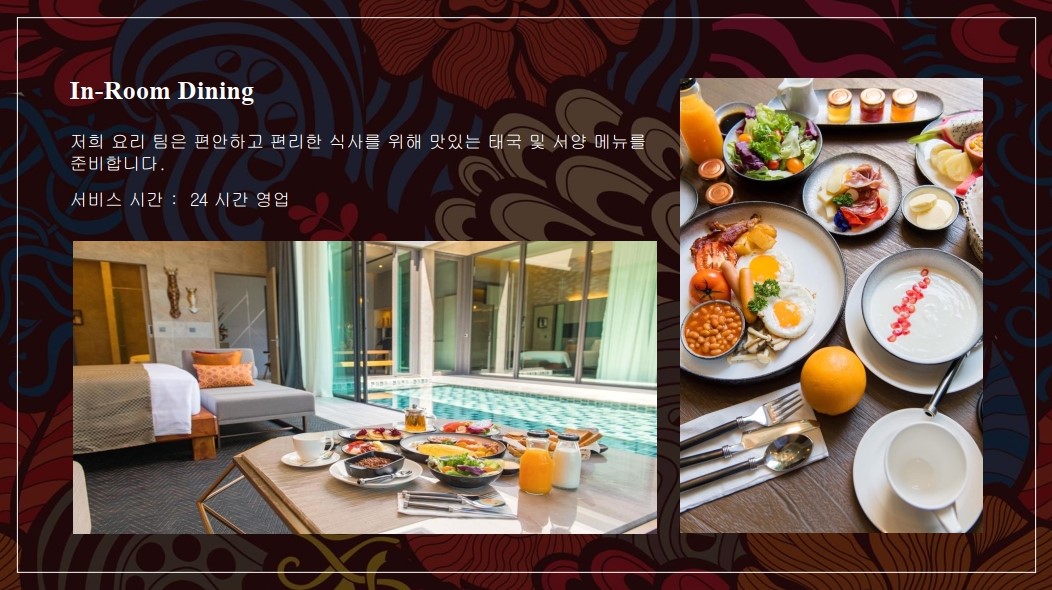 In-Room Dining
저희 요리 팀은 편안하고 편리한 식사를 위해 맛있는 태국 및 서양 메뉴를
준비합니다.
서비스 시간 : 24 시간 영업